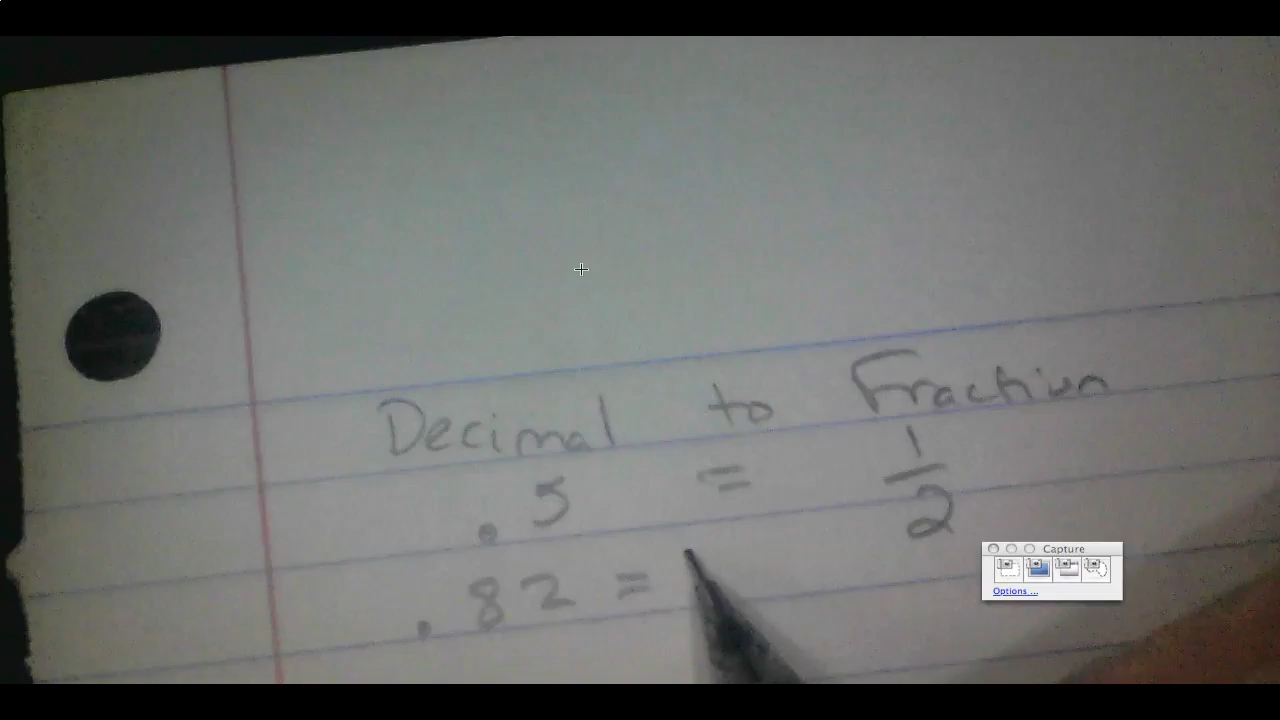 Decimal to Fraction
.5 = 1/2
.82 =
Capture
Options ...